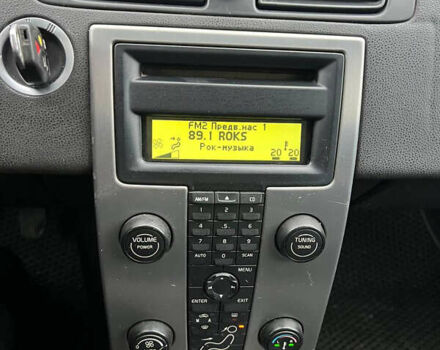 FM2 Предв.нас 1
89.1 ROKS
Рок-музыка
20 20
AM/FM CD
1 2 3
4 5 6
7 8 9
AUTO 0 SCAN
VOLUME
POWER
TUNING
SOUND
MENU
ENTER EXIT